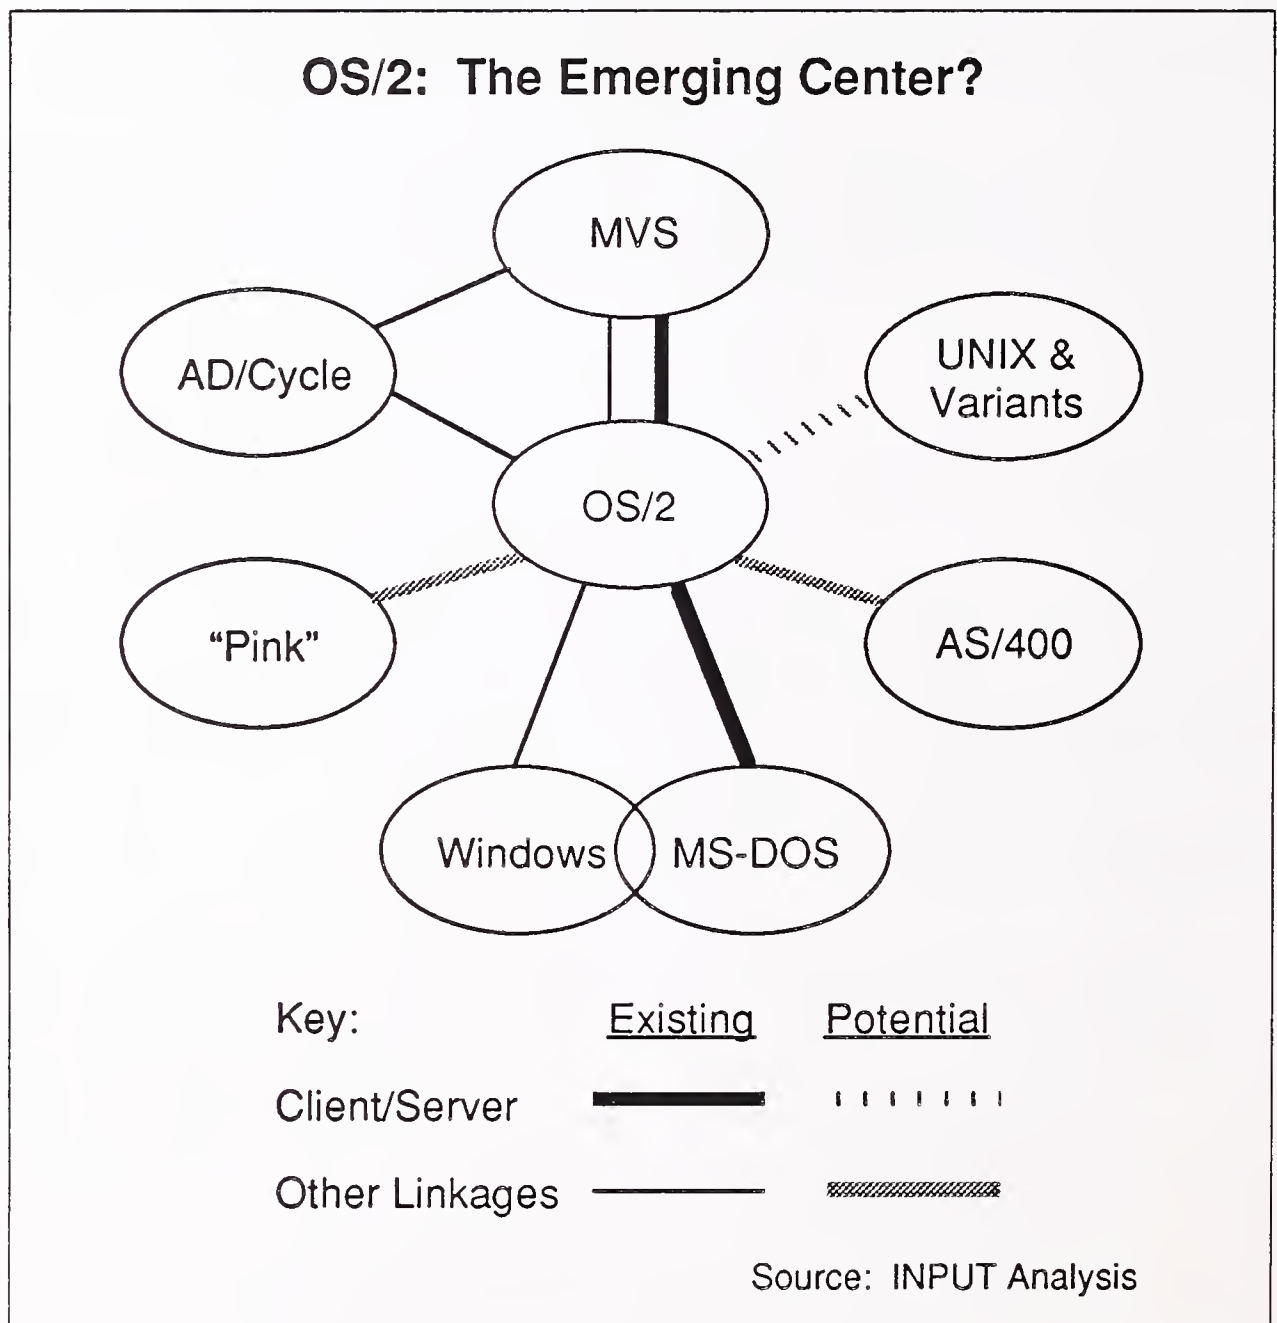 OS/2: The Emerging Center?
MVS
AD/Cycle
UNIX &
Variants
OS/2
“Pink”
AS/400
Windows
MS-DOS
Key:
Existing
Potential
Client/Server
Other Linkages
Source: INPUT Analysis